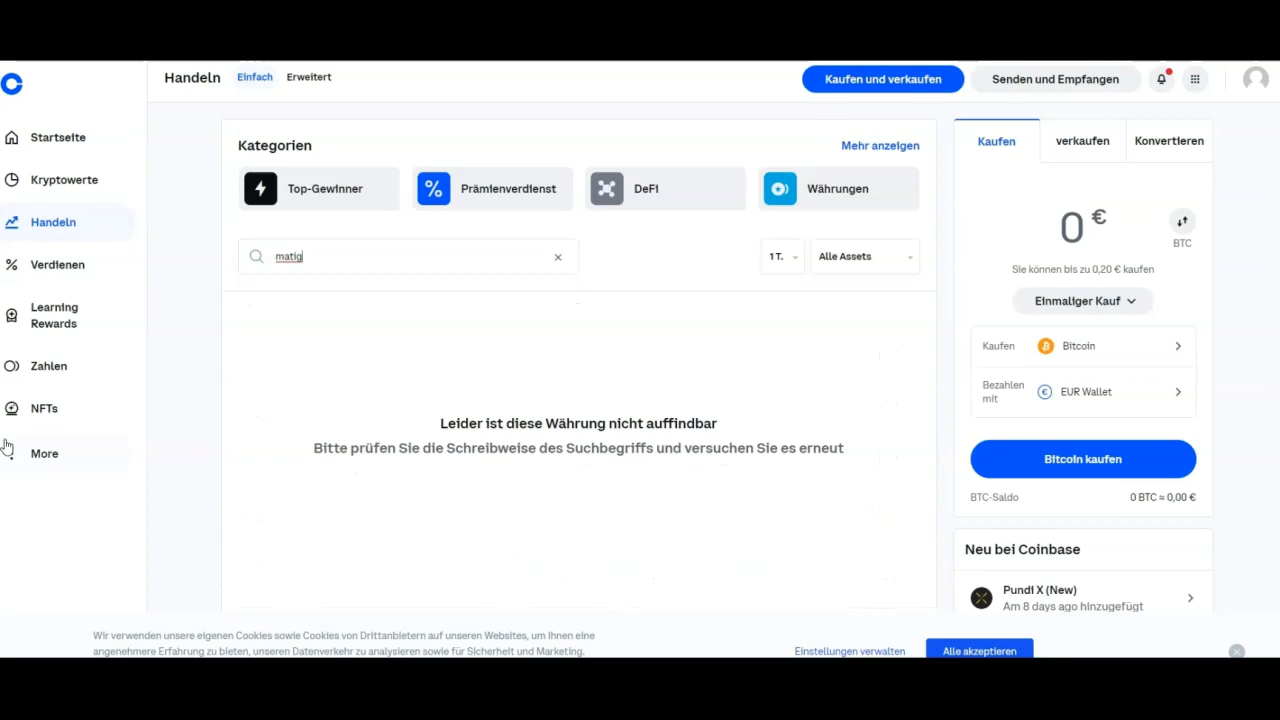 Handeln Einfach Erweitert Kaufen und verkaufen Senden und Empfangen
Startseite
Kryptowerte
Handeln
Verdienen
Learning
Rewards
Zahlen
NFTs
More
Kategorien Mehr anzeigen
Top-Gewinner Prämienverdienst DeFi Währungen
matig 1 T. Alle Assets
Leider ist diese Währung nicht auffindbar
Bitte prüfen Sie die Schreibweise des Suchbegriffs und versuchen Sie es erneut
Kaufen verkaufen Konvertieren
0 €
BTC
Sie können bis zu 0,20 € kaufen
Einmaliger Kauf
Kaufen Bitcoin
Bezahlen
mit EUR Wallet
Bitcoin kaufen
BTC-Saldo 0 BTC ≈ 0,00 €
Neu bei Coinbase
Pundi X (New)
Am 8 days ago hinzugefügt
Wir verwenden unsere eigenen Cookies sowie Cookies von Drittanbietern auf unseren Websites, um Ihnen eine
angenehmere Erfahrung zu bieten, unseren Datenverkehr zu analysieren sowie für Sicherheit und Marketing.
Einstellungen verwalten Alle akzeptieren